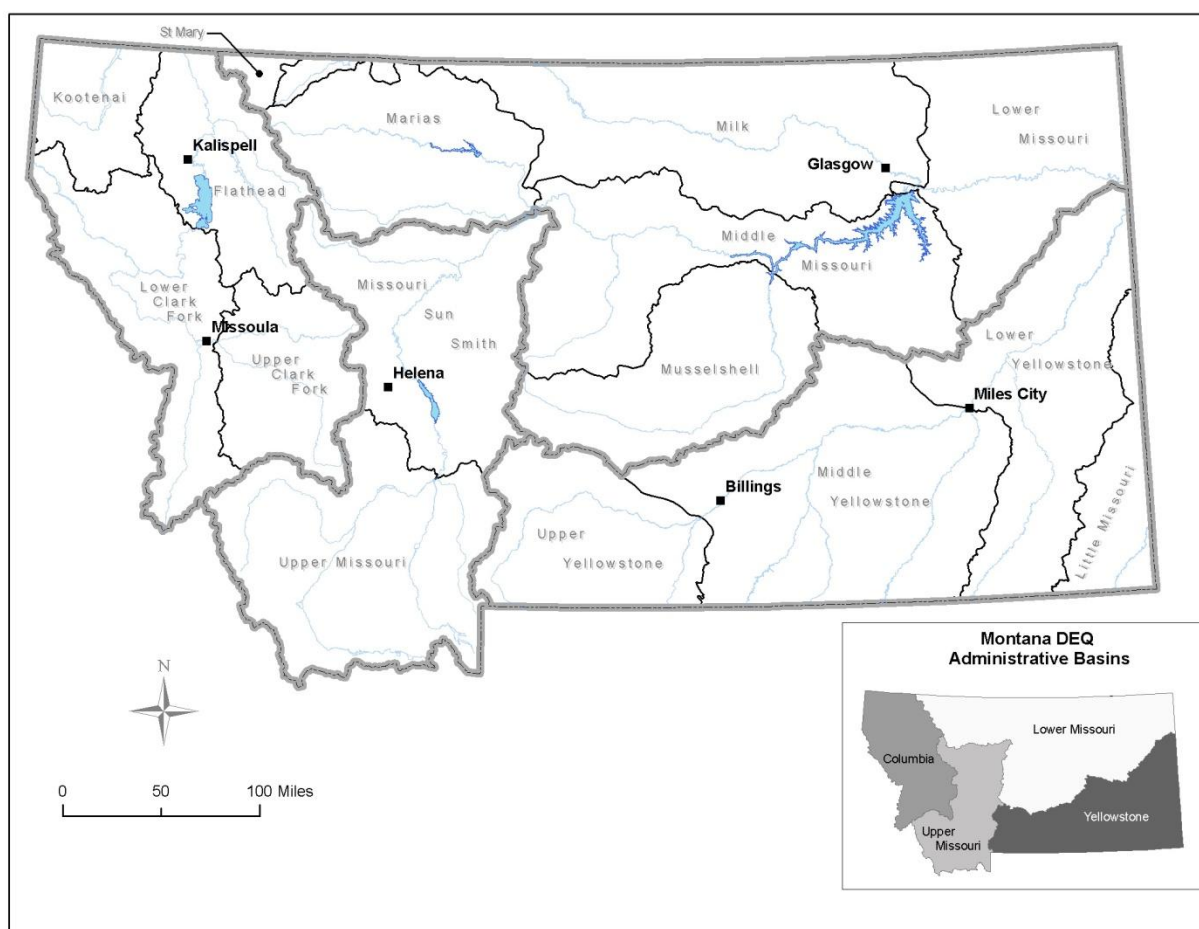 St Mary
Kootenai
Marias
Milk
Lower
Missouri
Kalispell
Glasgow
Flathead
Middle
Missouri
Lower
Clark
Fork
Missouri
Sun
Smith
Missoula
Upper
Clark
Fork
Helena
Musselshell
Lower
Yellowstone
Miles City
Billings
Middle
Yellowstone
Upper
Yellowstone
Upper Missouri
Little Missouri
N
0 50 100 Miles
Montana DEQ
Administrative Basins
Lower Missouri
Columbia
Yellowstone
Upper
Missouri